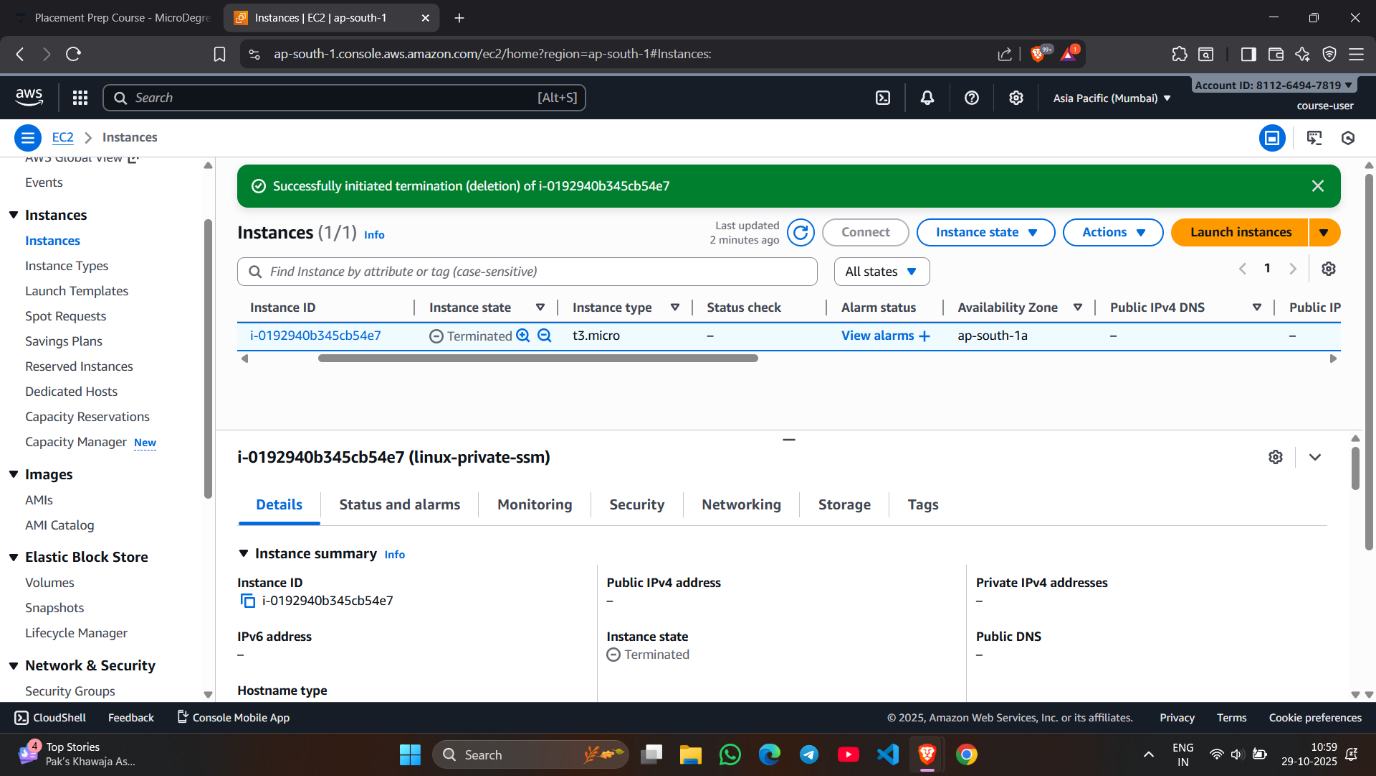 Placement Prep Course - MicroDegre
Instances | EC2 | ap-south-1
ap-south-1.console.aws.amazon.com/ec2/home?region=ap-south-1#Instances:
99+
1
aws
Search
[Alt+S]
Asia Pacific (Mumbai)
Account ID: 8112-6494-7819
course-user
EC2
Instances
AWS Global View
Events
Instances
Instances
Instance Types
Launch Templates
Spot Requests
Savings Plans
Reserved Instances
Dedicated Hosts
Capacity Reservations
Capacity Manager New
Images
AMIs
AMI Catalog
Elastic Block Store
Volumes
Snapshots
Lifecycle Manager
Network & Security
Security Groups
Successfully initiated termination (deletion) of i-0192940b345cb54e7
Instances (1/1) Info
Last updated
2 minutes ago
Connect
Instance state
Actions
Launch instances
Find Instance by attribute or tag (case-sensitive)
All states
1
Instance ID
Instance state
Instance type
Status check
Alarm status
Availability Zone
Public IPv4 DNS
Public IP
i-0192940b345cb54e7
Terminated
t3.micro
–
View alarms +
ap-south-1a
–
–
i-0192940b345cb54e7 (linux-private-ssm)
Details
Status and alarms
Monitoring
Security
Networking
Storage
Tags
Instance summary Info
Instance ID
i-0192940b345cb54e7
Public IPv4 address
–
Private IPv4 addresses
–
IPv6 address
–
Instance state
Terminated
Public DNS
–
Hostname type
CloudShell
Feedback
Console Mobile App
© 2025, Amazon Web Services, Inc. or its affiliates.
Privacy
Terms
Cookie preferences
4
Top Stories
Pak's Khawaja As...
Search
ENG
IN
10:59
29-10-2025